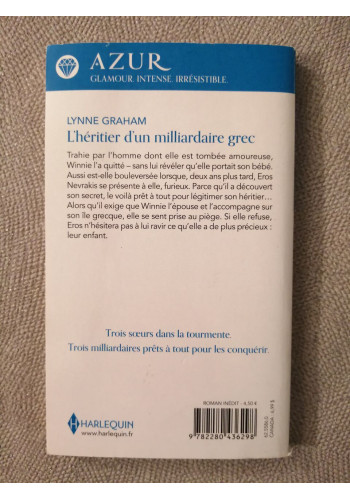 AZUR
GLAMOUR. INTENSE. IRRÉSISTIBLE.
LYNNE GRAHAM
L'héritier d'un milliardaire grec
Trahie par l'homme dont elle est tombée amoureuse,
Winnie l'a quitté – sans lui révéler qu'elle portait son bébé.
Aussi est-elle bouleversée lorsque, deux ans plus tard, Eros
Nevrakis se présente à elle, furieux. Parce qu'il a découvert
son secret, le voilà prêt à tout pour légitimer son héritier…
Alors qu'il exige que Winnie l'épouse et l'accompagne sur
son île grecque, elle se sent prise au piège. Si elle refuse,
Eros n'hésitera pas à lui ravir ce qu'elle a de plus précieux :
leur enfant.
Trois sœurs dans la tourmente.
Trois milliardaires prêts à tout pour les conquérir.
ROMAN INÉDIT - 4,50 €
HARLEQUIN
www.harlequin.fr
9 782280 436298